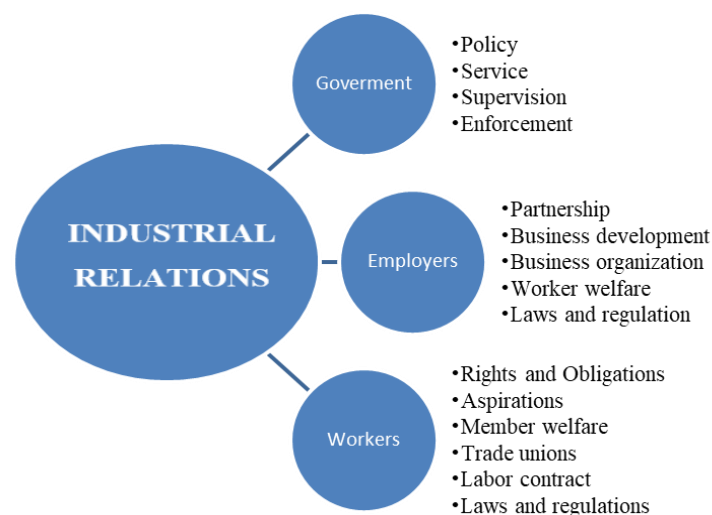 INDUSTRIAL
RELATIONS
Goverment
•Policy
•Service
•Supervision
•Enforcement
Employers
•Partnership
•Business development
•Business organization
•Worker welfare
•Laws and regulation
Workers
•Rights and Obligations
•Aspirations
•Member welfare
•Trade unions
•Labor contract
•Laws and regulations